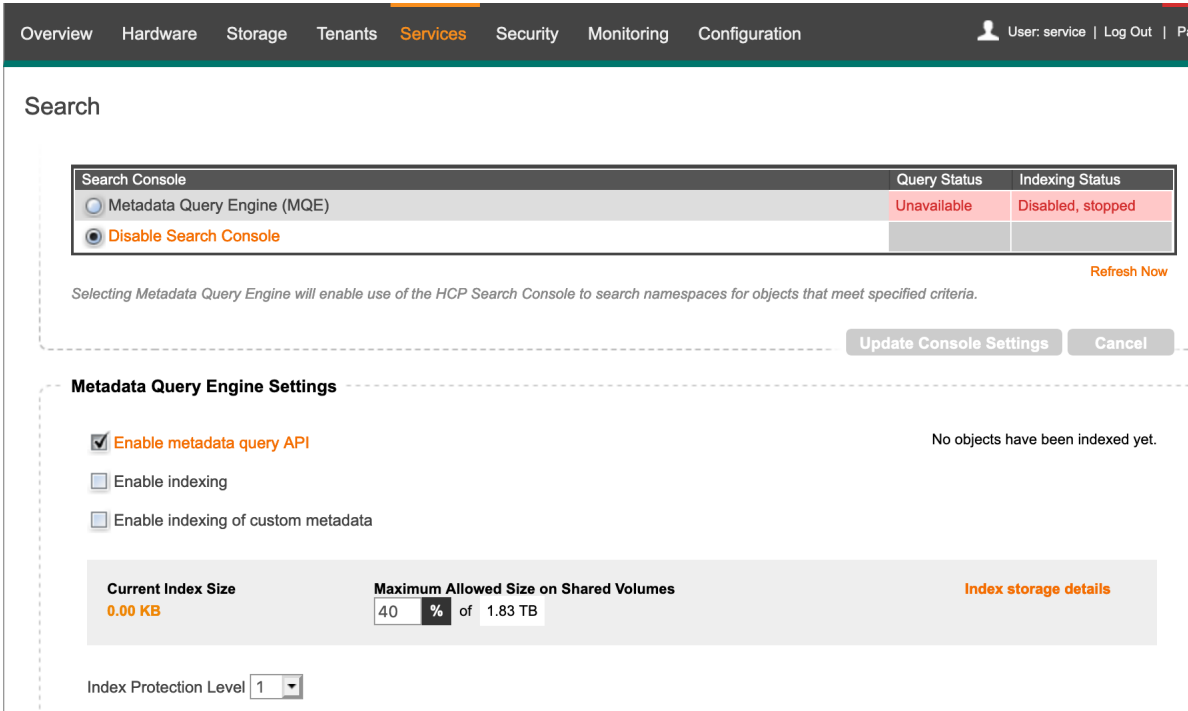 Overview Hardware Storage Tenants Services Security Monitoring Configuration User: service | Log Out |
Search
Search Console Query Status Indexing Status
Metadata Query Engine (MQE) Unavailable Disabled, stopped
Disable Search Console
Refresh Now
Selecting Metadata Query Engine will enable use of the HCP Search Console to search namespaces for objects that meet specified criteria.
Update Console Settings Cancel
Metadata Query Engine Settings
Enable metadata query API No objects have been indexed yet.
Enable indexing
Enable indexing of custom metadata
Current Index Size Maximum Allowed Size on Shared Volumes Index storage details
0.00 KB 40 % of 1.83 TB
Index Protection Level 1